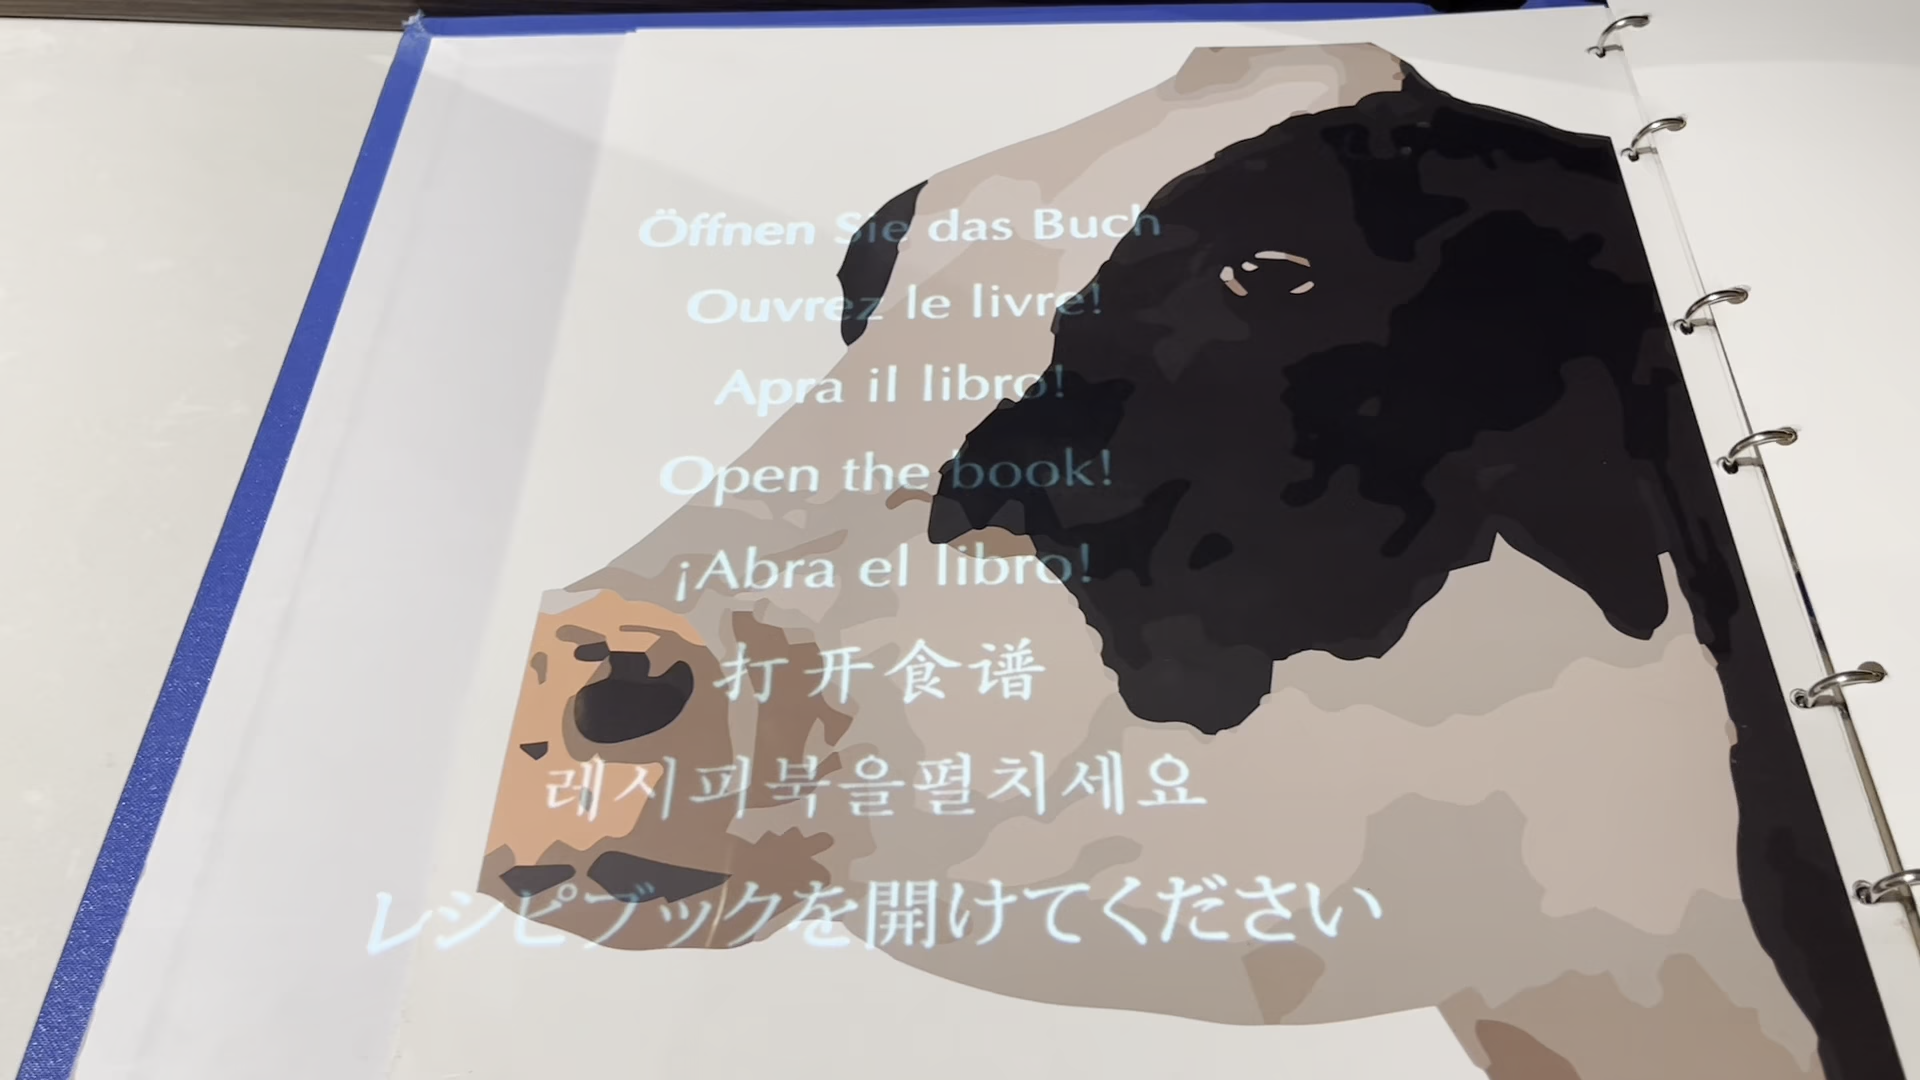 Öffnen Sie das Buch
Ouvrez le livre!
Apra il libro!
Open the book!
¡Abra el libro!
打开食谱
레시피북을펼치세요
レシピブックを開けてください